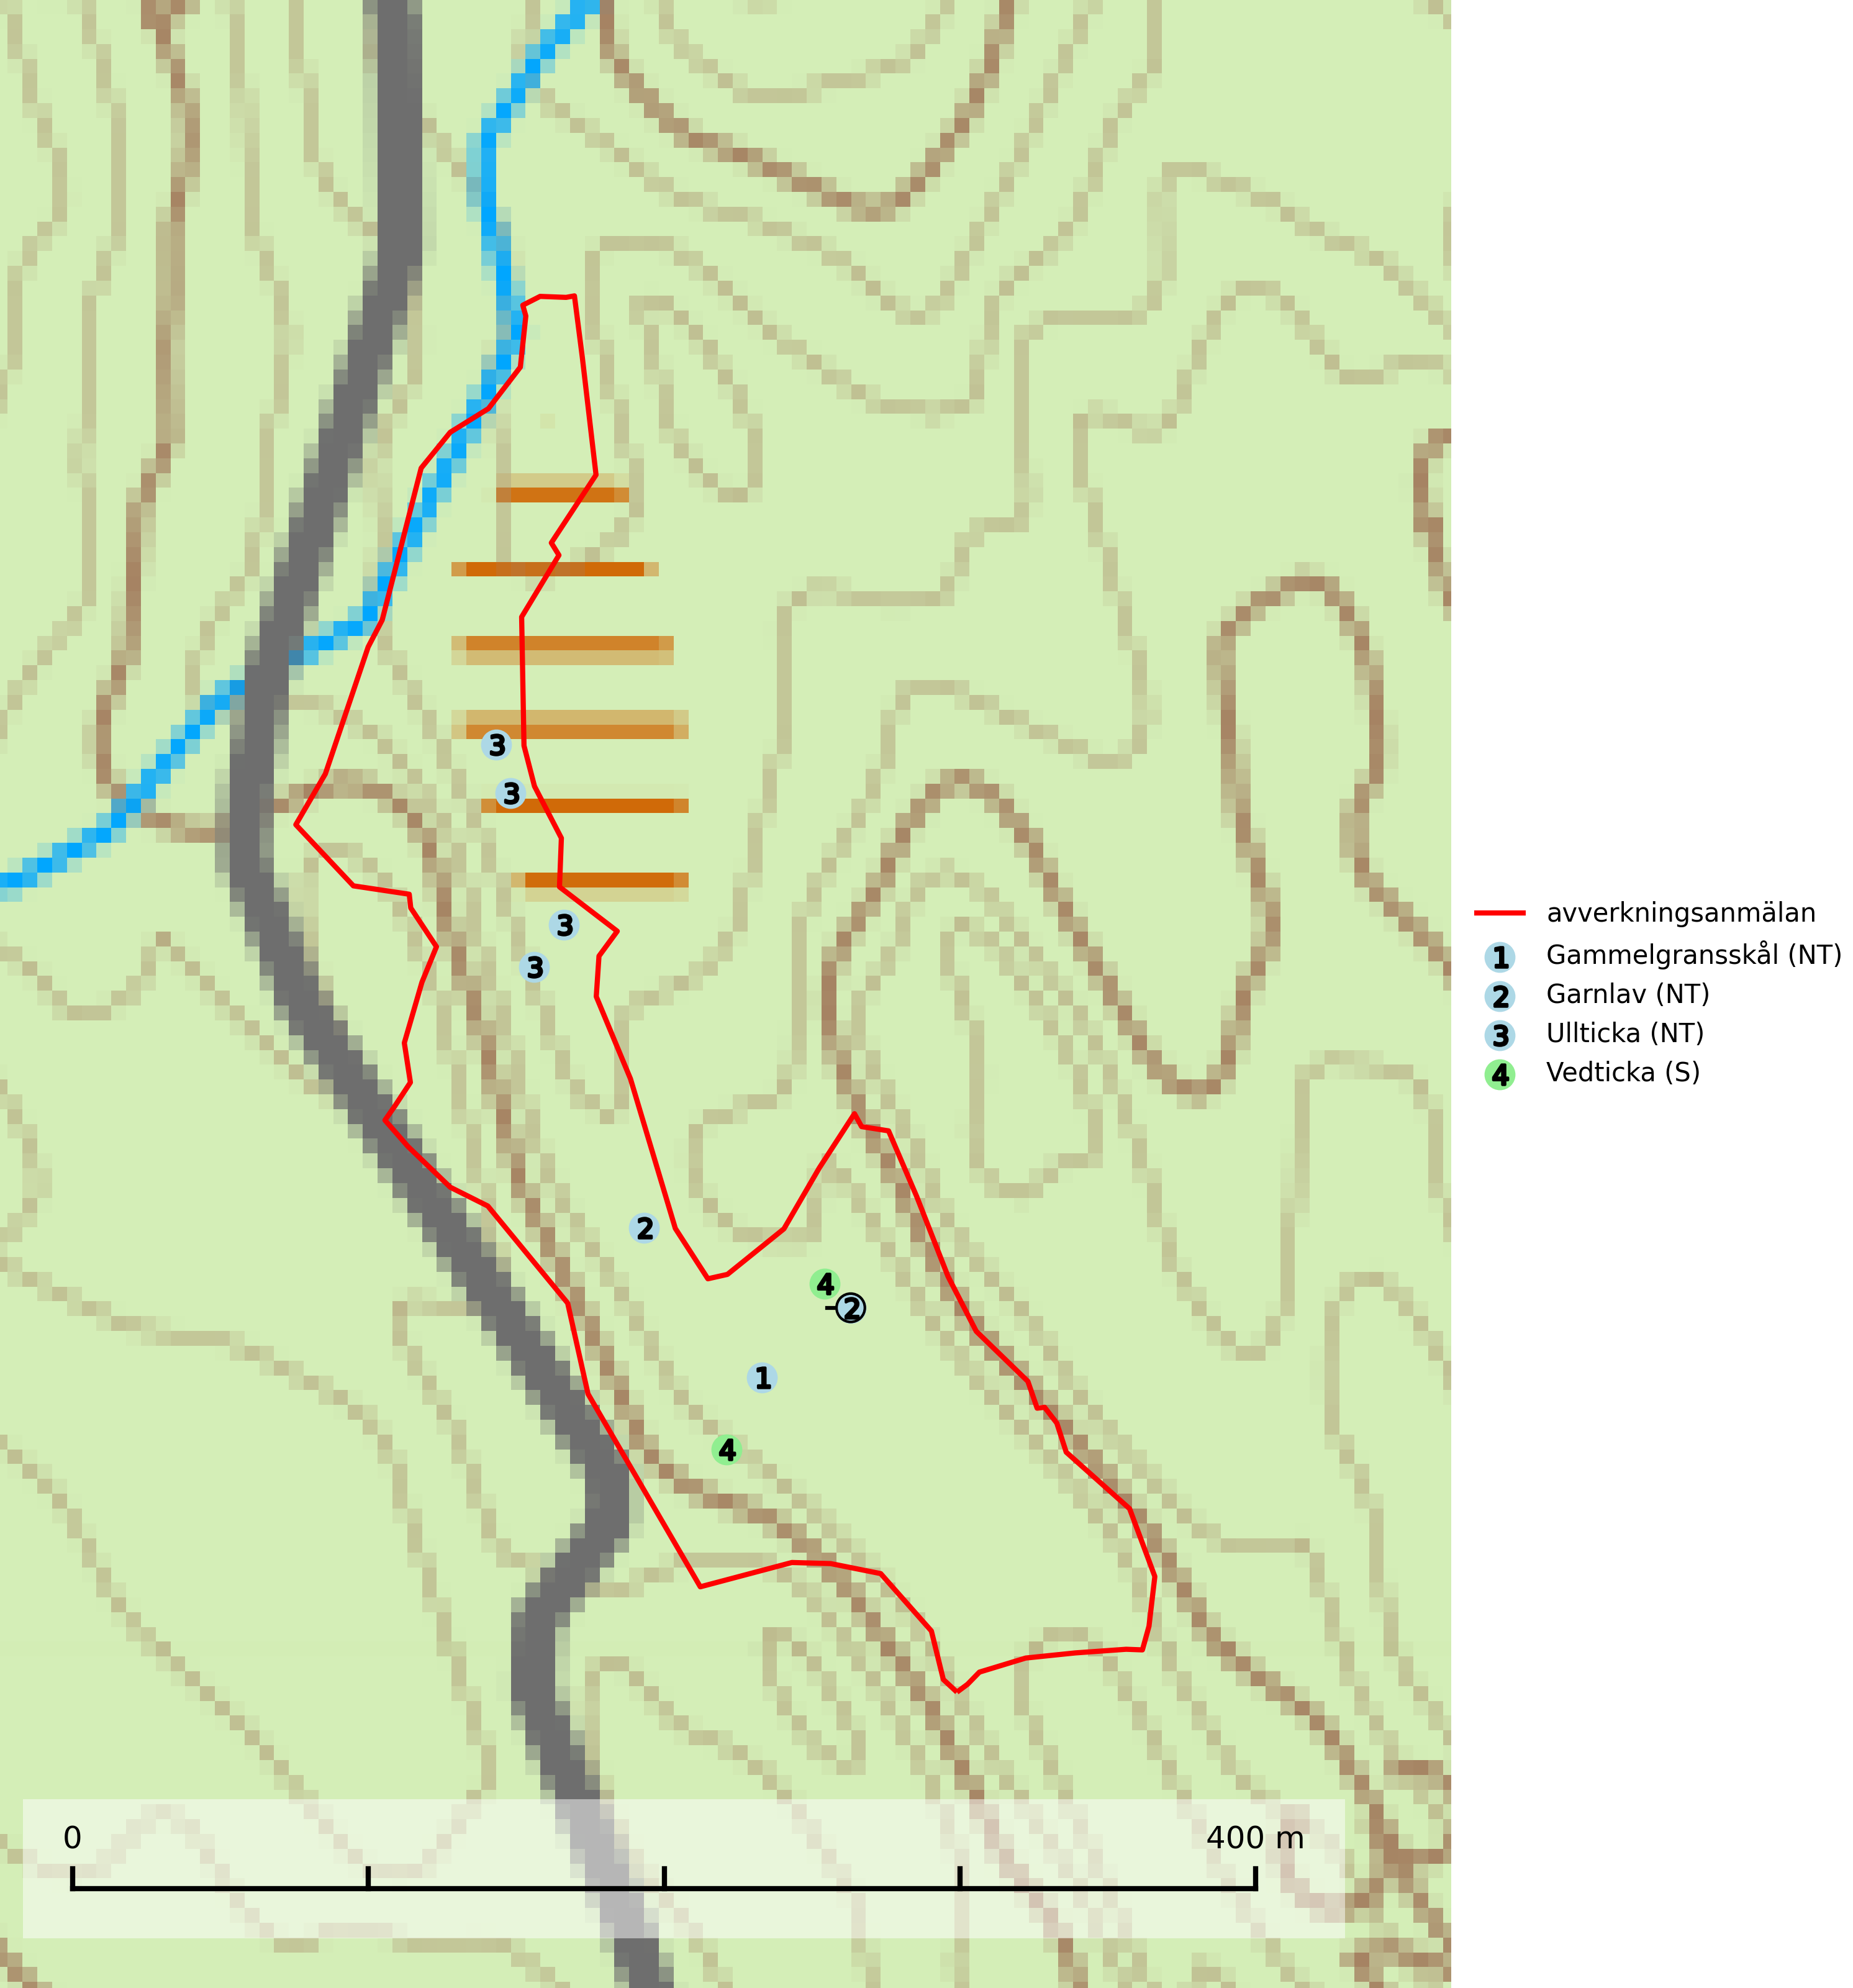 3
3
3
3
2
4
2
1
4
0 400 m
avverkningsanmälan
1 Gammelgransskål (NT)
2 Garnlav (NT)
3 Ullticka (NT)
4 Vedticka (S)